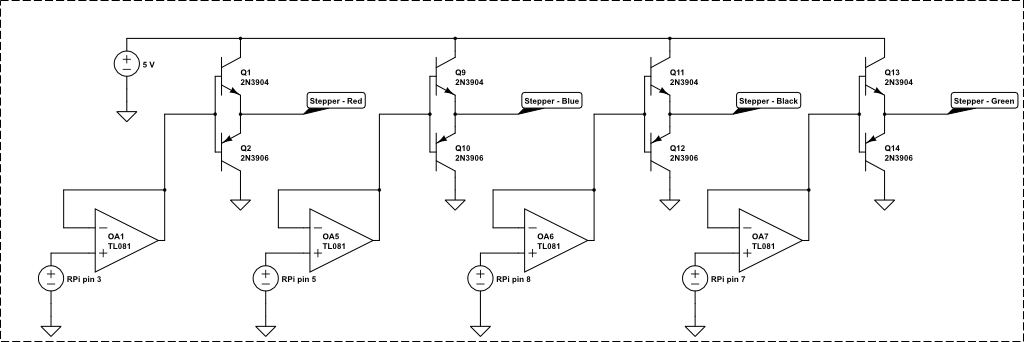 5 V
Q1
2N3904
Stepper - Red
Q2
2N3906
OA1
TL081
RPi pin 3
Q9
2N3904
Stepper - Blue
Q10
2N3906
OA5
TL081
RPi pin 5
Q11
2N3904
Stepper - Black
Q12
2N3906
OA6
TL081
RPi pin 8
Q13
2N3904
Stepper - Green
Q14
2N3906
OA7
TL081
RPi pin 7